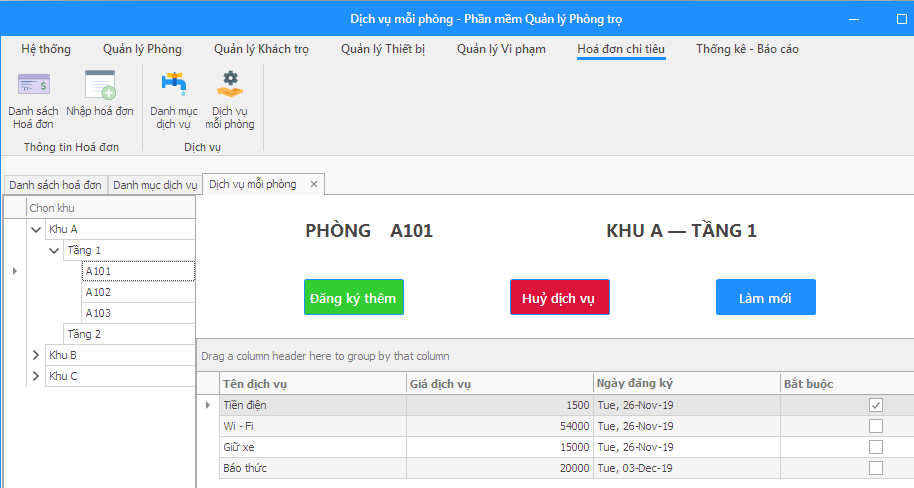 Dịch vụ mỗi phòng - Phần mềm Quản lý Phòng trọ
Hệ thống Quản lý Phòng Quản lý Khách trọ Quản lý Thiết bị Quản lý Vi phạm Hoá đơn chi tiêu Thống kê - Báo cáo
Danh sách Nhập hoá đơn Danh mục Dịch vụ
Hoá đơn dịch vụ mỗi phòng
Thông tin Hoá đơn Dịch vụ
Danh sách hoá đơn Danh mục dịch vụ Dịch vụ mỗi phòng
Chọn khu
Khu A
Tầng 1
A101
A102
A103
Tầng 2
Khu B
Khu C
PHÒNG A101 KHU A — TẦNG 1
Đăng ký thêm Huỷ dịch vụ Làm mới
Drag a column header here to group by that column
Tên dịch vụ Giá dịch vụ Ngày đăng ký Bắt buộc
Tiền điện 1500 Tue, 26-Nov-19
Wi - Fi 54000 Tue, 26-Nov-19
Giữ xe 15000 Tue, 26-Nov-19
Báo thức 20000 Tue, 03-Dec-19